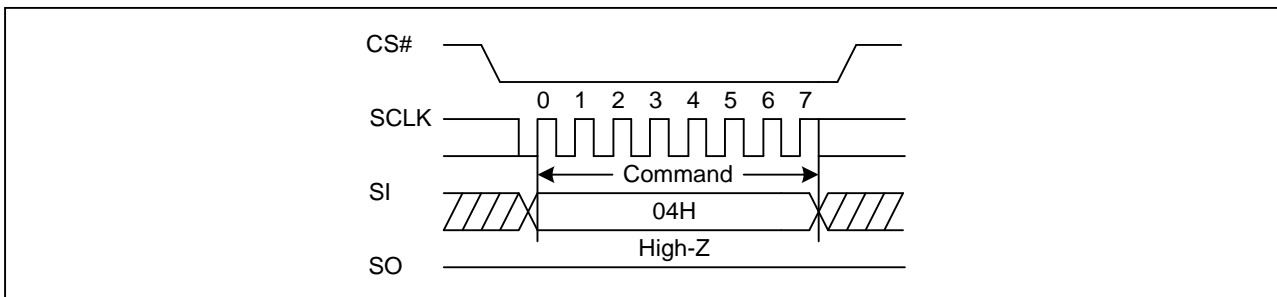 CS#
0 1 2 3 4 5 6 7
SCLK
Command
SI
04H
High-Z
SO